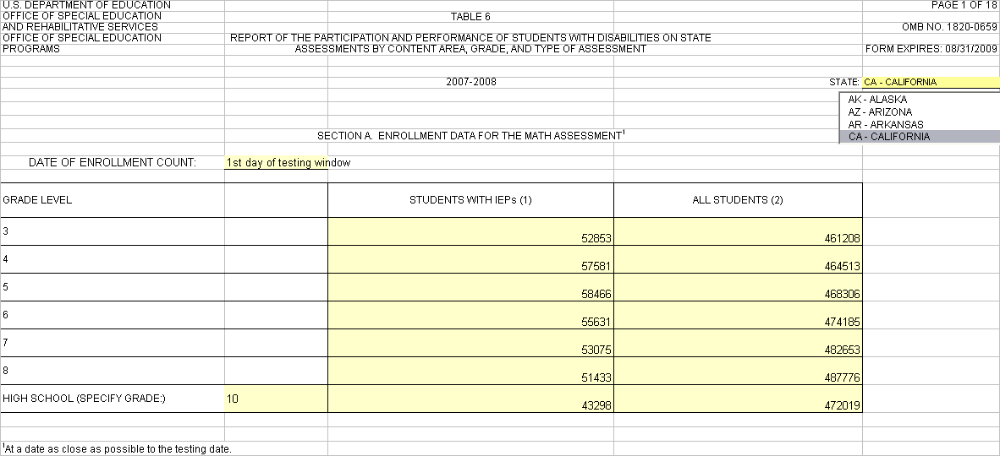 U.S. DEPARTMENT OF EDUCATION PAGE 1 OF 18
OFFICE OF SPECIAL EDUCATION TABLE 6
AND REHABILITATIVE SERVICES OMB NO. 1820-0659
OFFICE OF SPECIAL EDUCATION REPORT OF THE PARTICIPATION AND PERFORMANCE OF STUDENTS WITH DISABILITIES ON STATE
PROGRAMS ASSESSMENTS BY CONTENT AREA, GRADE, AND TYPE OF ASSESSMENT FORM EXPIRES: 08/31/2009
2007-2008 STATE: CA - CALIFORNIA
AK - ALASKA
AZ - ARIZONA
AR - ARKANSAS
CA - CALIFORNIA
SECTION A. ENROLLMENT DATA FOR THE MATH ASSESSMENT¹
DATE OF ENROLLMENT COUNT: 1st day of testing window
GRADE LEVEL STUDENTS WITH IEPs (1) ALL STUDENTS (2)
3 52853 461208
4 57581 464513
5 58466 468306
6 55631 474185
7 53075 482653
8 51433 487776
HIGH SCHOOL (SPECIFY GRADE:) 10 43298 472019
¹At a date as close as possible to the testing date.